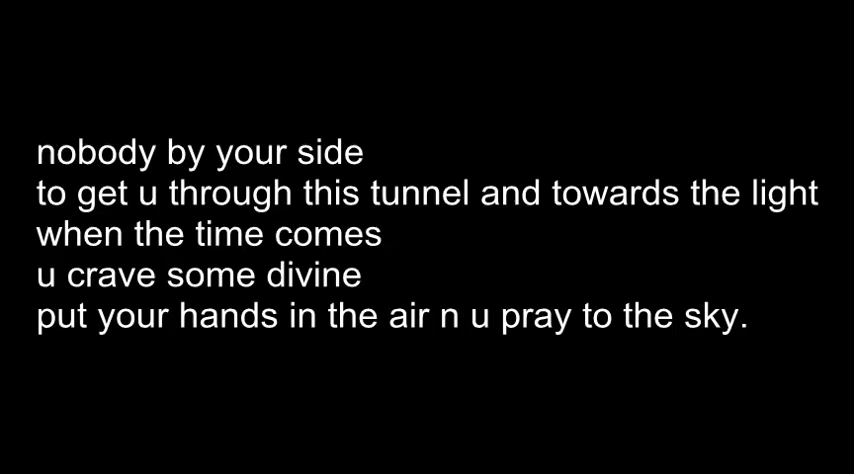 nobody by your side
to get u through this tunnel and towards the light
when the time comes
u crave some divine
put your hands in the air n u pray to the sky.